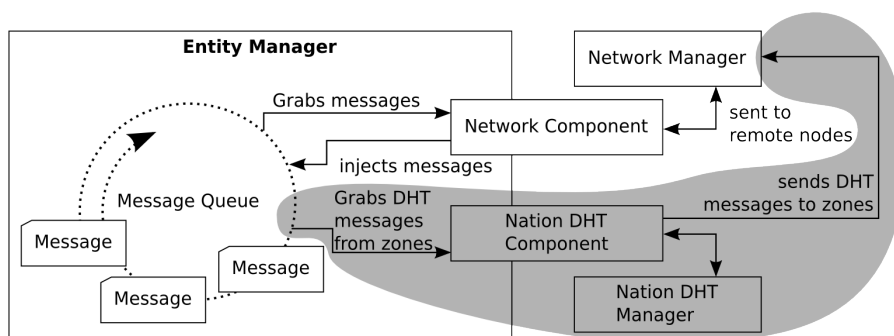 Entity Manager
Network Manager
Grabs messages
Network Component
sent to
remote nodes
injects messages
Message Queue
Grabs DHT
messages
from zones
sends DHT
messages to zones
Nation DHT
Component
Message
Message
Message
Nation DHT
Manager